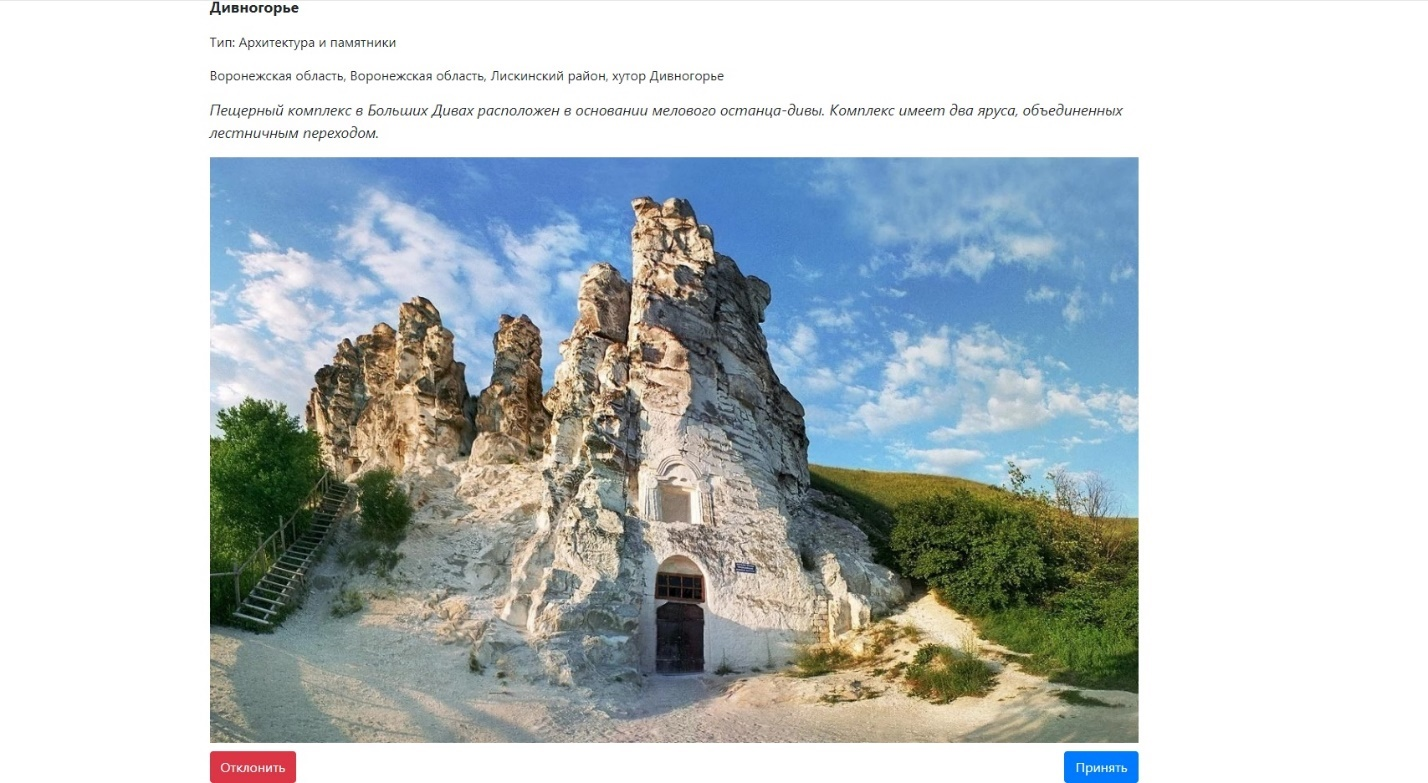 Дивногорье
Тип: Архитектура и памятники
Воронежская область, Воронежская область, Лискинский район, хутор Дивногорье
Пещерный комплекс в Больших Дивах расположен в основании мелового останца-дивы. Комплекс имеет два яруса, объединенных
лестничным переходом.
Отклонить
Принять